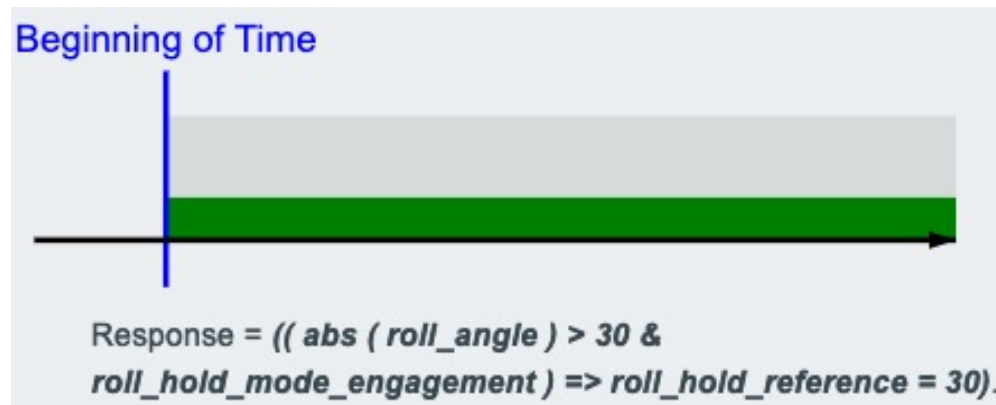 Beginning of Time
Response = (( abs ( roll_angle ) > 30 &
roll_hold_mode_engagement ) => roll_hold_reference = 30).